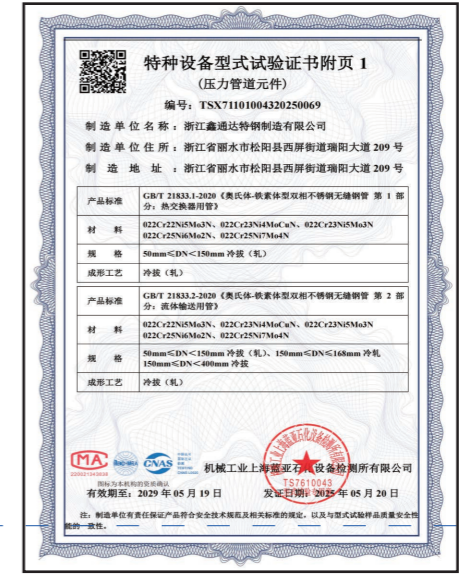 特种设备型式试验证书附页 1
(压力管道元件)
编号：TSX71101004320250069
制造单位名称：浙江鑫通达特钢制造有限公司
制造单位住所：浙江省丽水市松阳县西屏街道瑞阳大道 209 号
制 造 地 址：浙江省丽水市松阳县西屏街道瑞阳大道 209 号
产品标准
GB/T 21833.1-2020《奥氏体-铁素体型双相不锈钢无缝钢管 第 1 部
分：热交换器用管》
材 料
022Cr22Ni5Mo3N、022Cr23Ni4MoCuN、022Cr23Ni5Mo3N
022Cr25Ni6Mo2N、022Cr25Ni7Mo4N
规 格
50mm≤DN<150mm 冷拔（轧）
成形工艺
冷拔（轧）
产品标准
GB/T 21833.2-2020《奥氏体-铁素体型双相不锈钢无缝钢管 第 2 部
分：流体输送用管》
材 料
022Cr22Ni5Mo3N、022Cr23Ni4MoCuN、022Cr23Ni5Mo3N
022Cr25Ni6Mo2N、022Cr25Ni7Mo4N
规 格
50mm≤DN<150mm 冷拔（轧）、150mm≤DN≤168mm 冷轧
150mm≤DN<400mm 冷拔
成形工艺
冷拔（轧）
MA
CNAS
机械工业上海蓝亚石化设备检测所有限公司
TS7610043
国标为本机构的资质确认
有效期至：2029 年 05 月 19 日
发证日期：2025 年 05 月 20 日
注：制造单位有责任保证产品符合安全技术规范及相关标准的规定，以及与型式试验样品质量安全性
能的一致性。